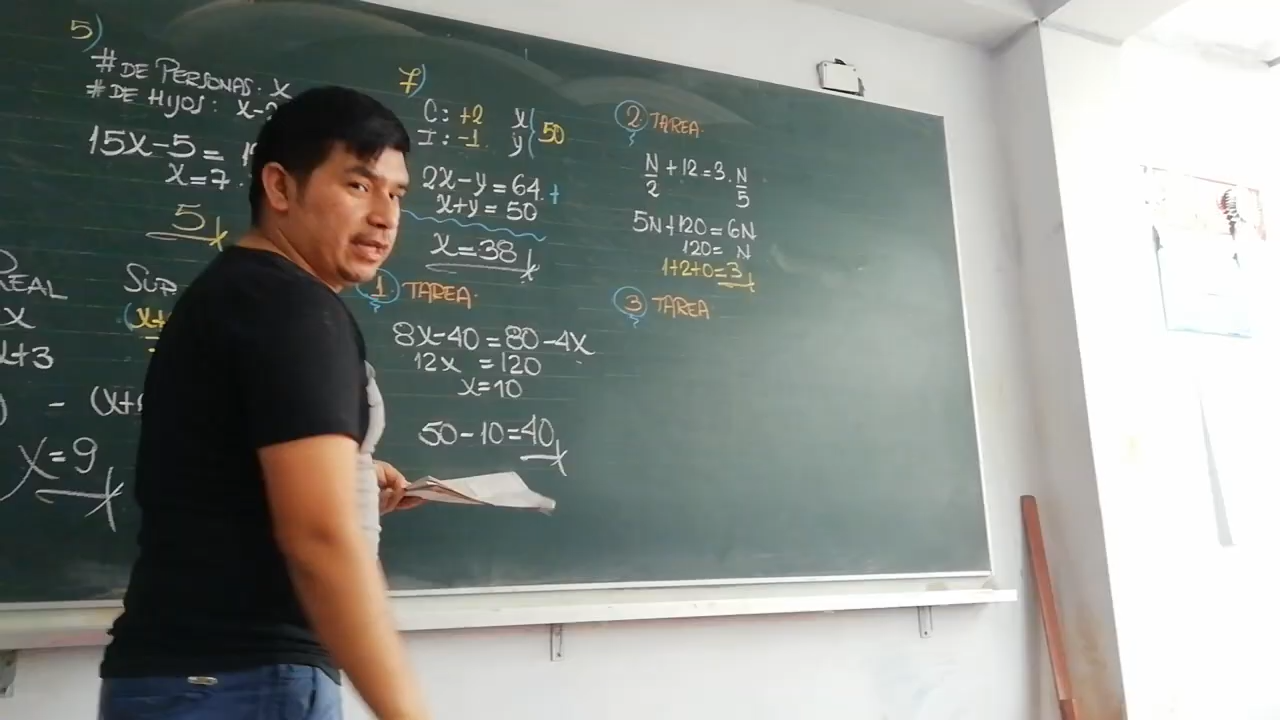 5)
# DE PERSONAS: x
# DE HIJOS: x-2
15x-5=
x=7
5
REAL
SUP
x
(x+
x+3
- (x+
x=9
7)
C: +2 x
I: -1 y 50
2x-y=64 +
x+y=50
x=38
1 TAREA.
8x-40=80-4x
12x =120
x=10
50-10=40
2 TAREA.
N/2 +12=3.N/5
5N+120=6N
120= N
1+2+0=3
3 TAREA